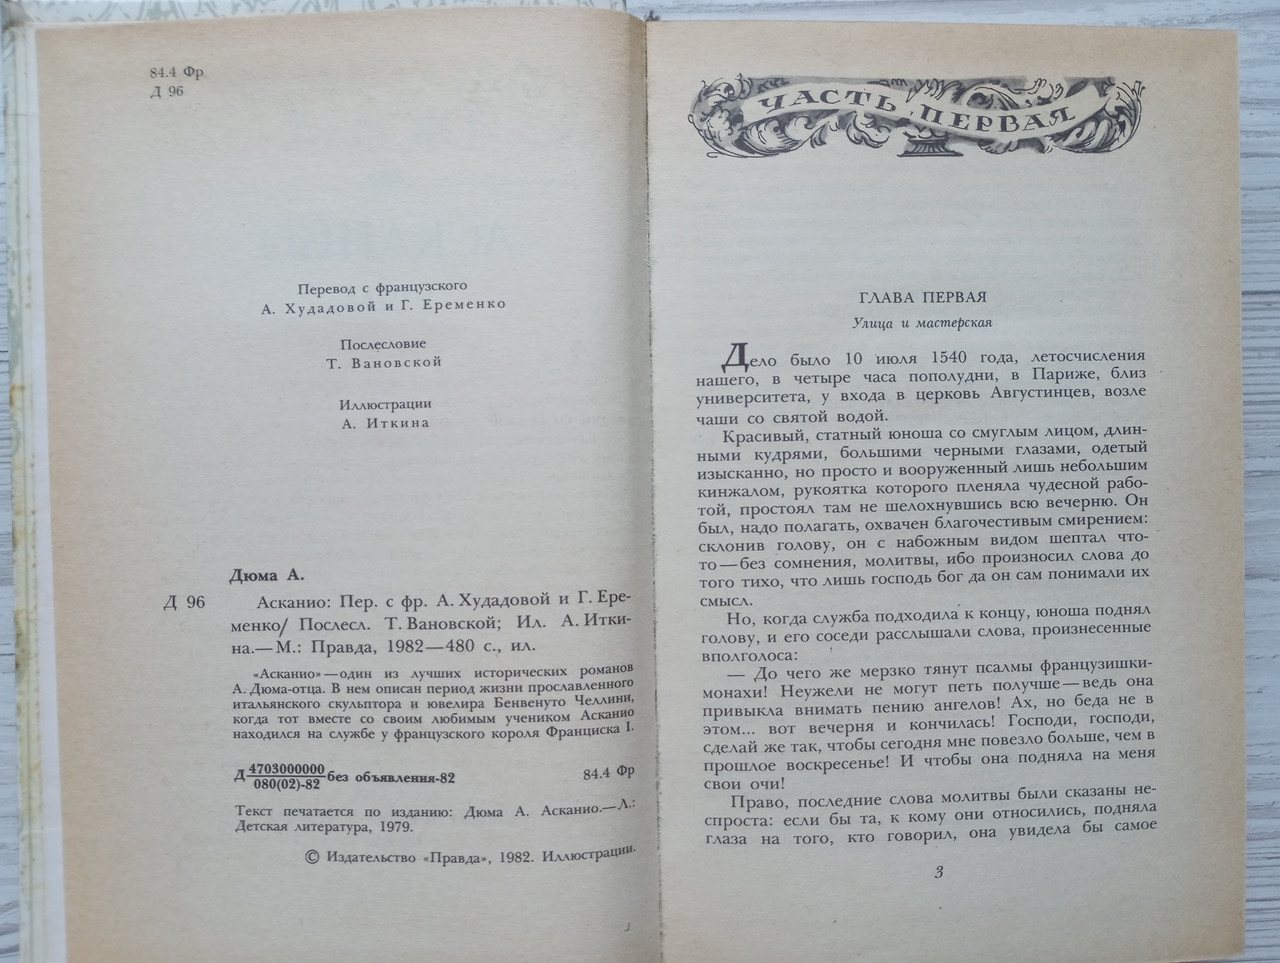 84.4 Фр
Д 96
Перевод с французского
А. Худадовой и Г. Еременко
Послесловие
Т. Вановской
Иллюстрации
А. Иткина
Дюма А.
Д 96 Асканио: Пер. с фр. А. Худадовой и Г. Ере-
менко/ Послесл. Т. Вановской; Ил. А. Итки-
на.— М.: Правда, 1982—480 с., ил.
«Асканио»—один из лучших исторических романов
А. Дюма-отца. В нем описан период жизни прославленного
итальянского скульптора и ювелира Бенвенуто Челлини,
когда тот вместе со своим любимым учеником Асканио
находился на службе у французского короля Франциска I.
Д 4703000000
080(02)-82 без объявления-82 84.4 Фр
Текст печатается по изданию: Дюма А. Асканио.—Л.:
Детская литература, 1979.
© Издательство «Правда», 1982. Иллюстрации.
ЧАСТЬ ПЕРВАЯ
ГЛАВА ПЕРВАЯ
Улица и мастерская
Дело было 10 июля 1540 года, летосчисления
нашего, в четыре часа пополудни, в Париже, близ
университета, у входа в церковь Августинцев, возле
чаши со святой водой.
Красивый, статный юноша со смуглым лицом, длин-
ными кудрями, большими черными глазами, одетый
изысканно, но просто и вооруженный лишь небольшим
кинжалом, рукоятка которого пленяла чудесной рабо-
той, простоял там не шелохнувшись всю вечерню. Он
был, надо полагать, охвачен благочестивым смирением:
склонив голову, он с набожным видом шептал что-
то—без сомнения, молитвы, ибо произносил слова до
того тихо, что лишь господь бог да он сам понимали их
смысл.
Но, когда служба подходила к концу, юноша поднял
голову, и его соседи расслышали слова, произнесенные
вполголоса:
— До чего же мерзко тянут псалмы французишки-
монахи! Неужели не могут петь получше—ведь она
привыкла внимать пению ангелов! Ах, но беда не в
этом... вот вечерня и кончилась! Господи, господи,
сделай же так, чтобы сегодня мне повезло больше, чем в
прошлое воскресенье! И чтобы она подняла на меня
свои очи!
Право, последние слова молитвы были сказаны не-
спроста: если бы та, к кому они относились, подняла
глаза на того, кто говорил, она увидела бы самое
3